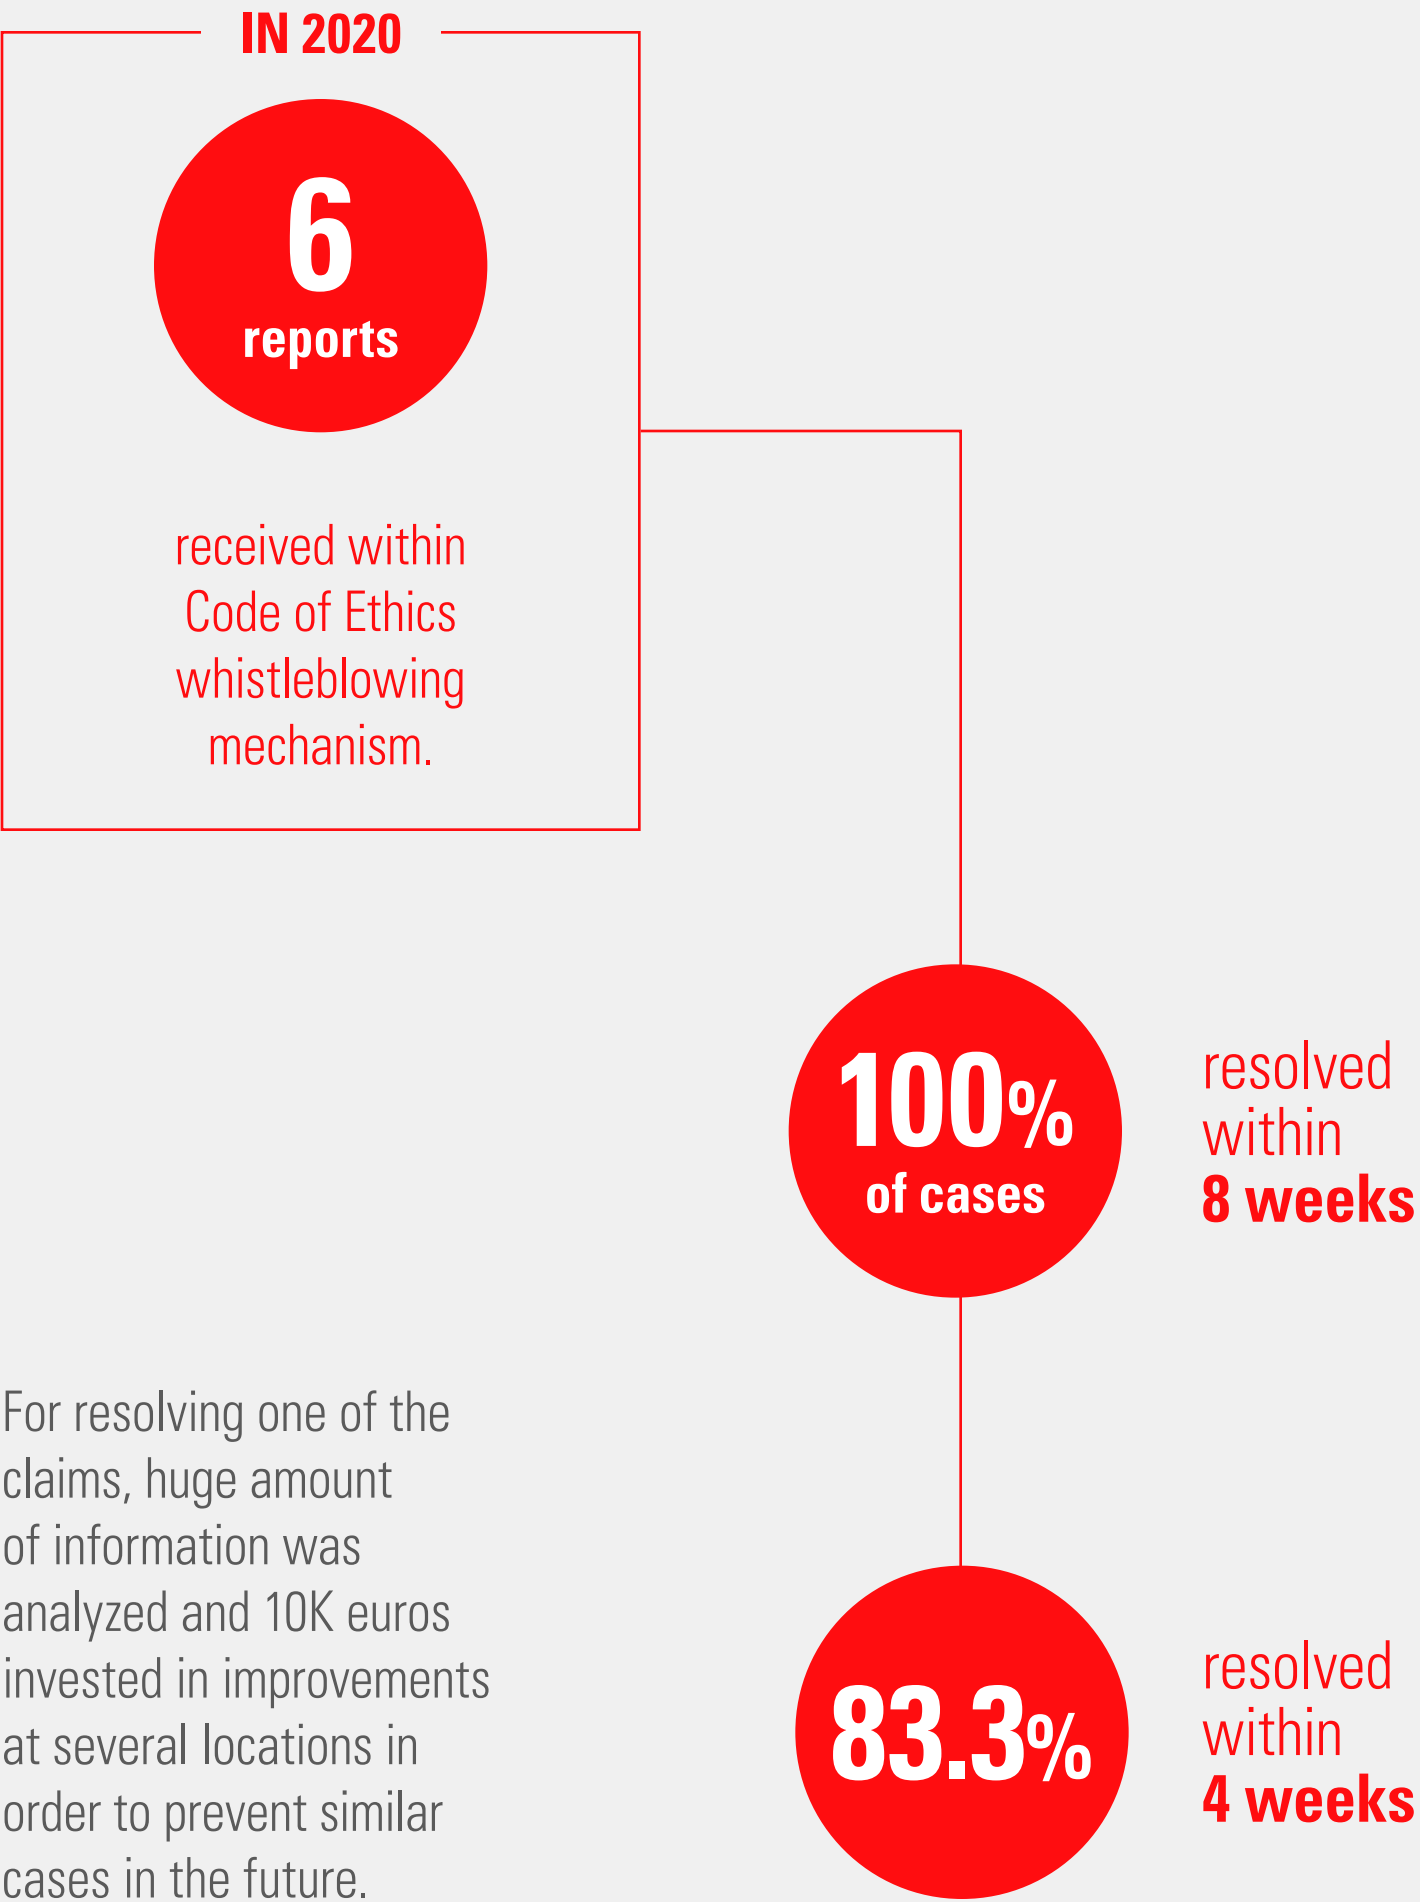 IN 2020
6
reports
received within
Code of Ethics
whistleblowing
mechanism.
100%
of cases
resolved
within
8 weeks
For resolving one of the
claims, huge amount
of information was
analyzed and 10K euros
invested in improvements
at several locations in
order to prevent similar
cases in the future.
83.3%
resolved
within
4 weeks